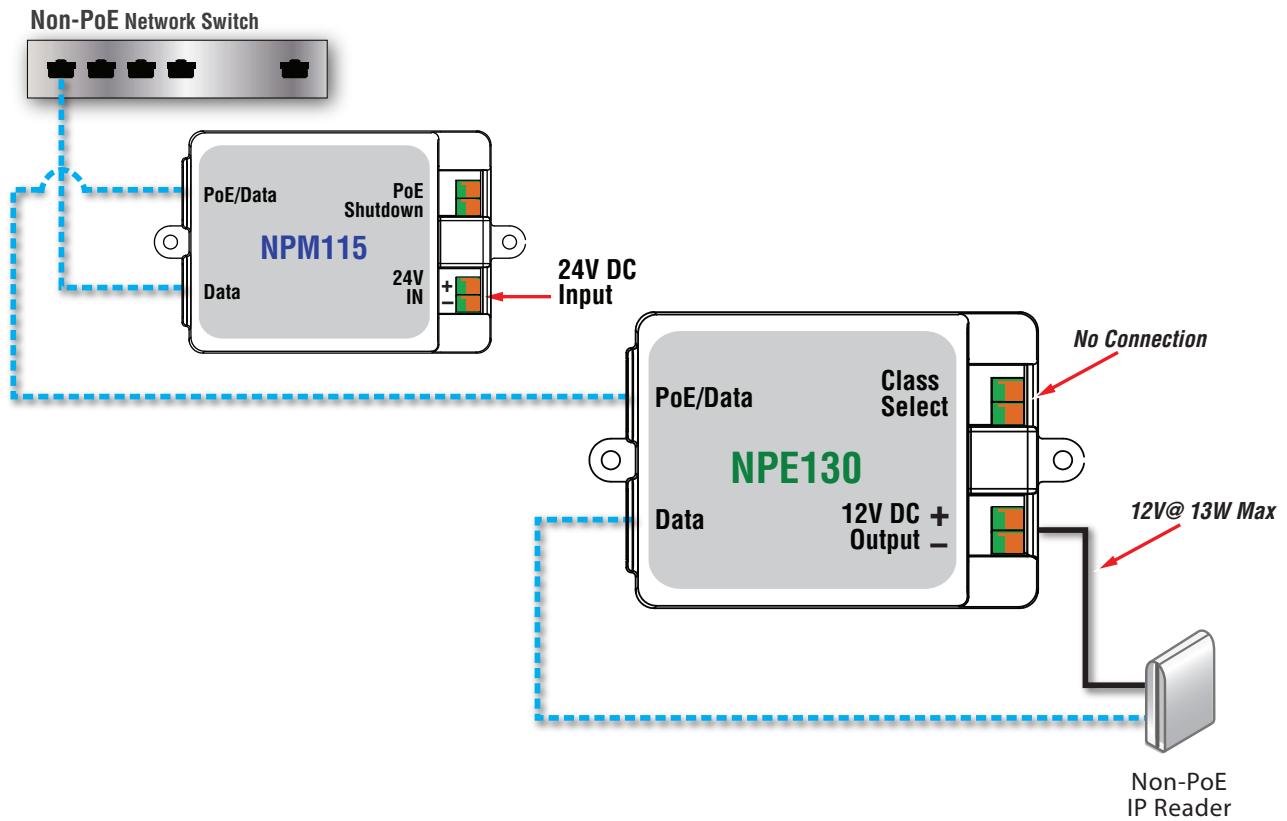 Non-PoE Network Switch
PoE/Data
PoE
Shutdown
NPM115
Data
24V
IN
+
–
24V DC
Input
No Connection
PoE/Data
Class
Select
NPE130
Data
12V DC +
Output –
12V@ 13W Max
Non-PoE
IP Reader